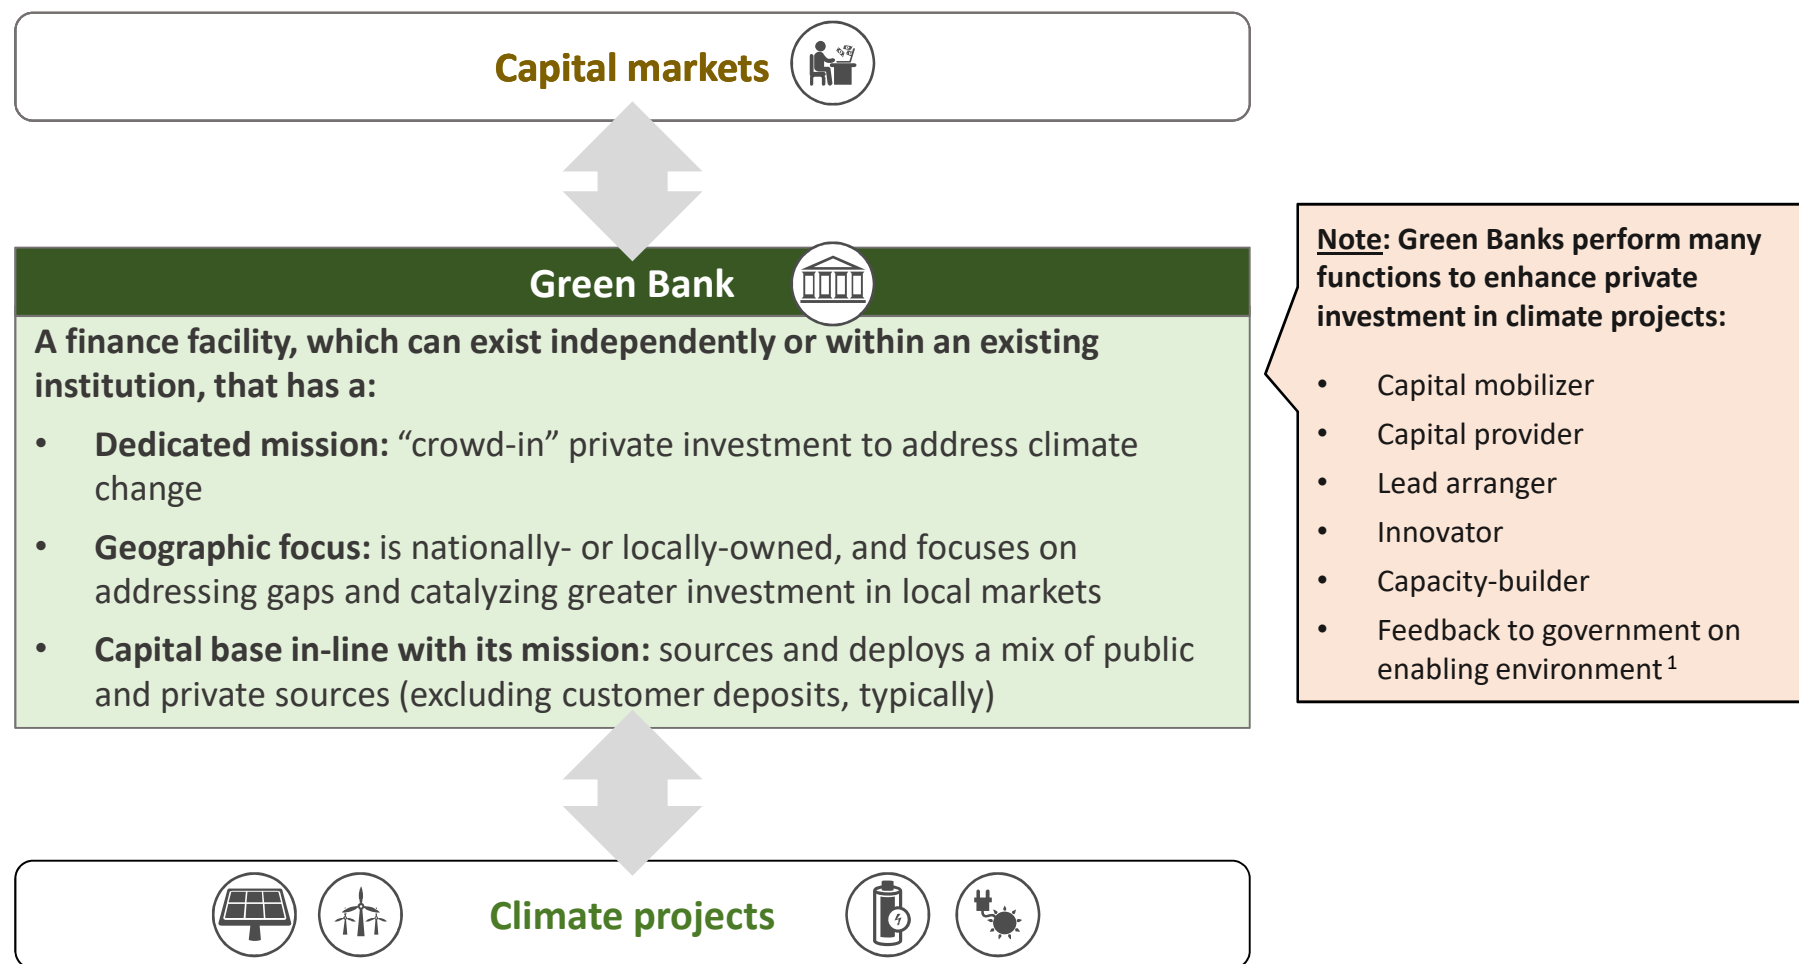 Capital markets
Green Bank
A finance facility, which can exist independently or within an existing
institution, that has a:
• Dedicated mission: “crowd-in” private investment to address climate
change
• Geographic focus: is nationally- or locally-owned, and focuses on
addressing gaps and catalyzing greater investment in local markets
• Capital base in-line with its mission: sources and deploys a mix of public
and private sources (excluding customer deposits, typically)
Climate projects
Note: Green Banks perform many
functions to enhance private
investment in climate projects:
• Capital mobilizer
• Capital provider
• Lead arranger
• Innovator
• Capacity-builder
• Feedback to government on
enabling environment 1